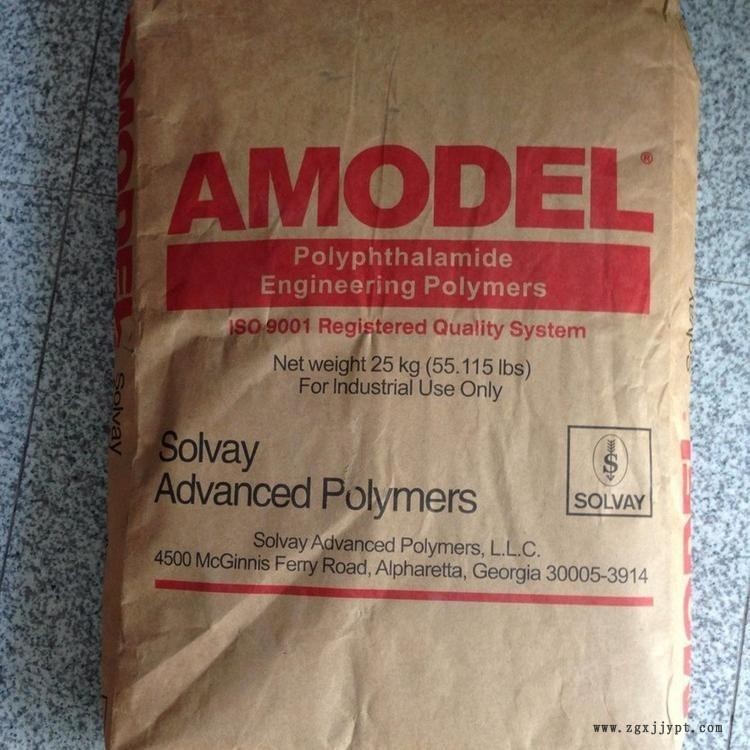 AMODEL®
Polyphthalamide
Engineering Polymers
ISO 9001 Registered Quality System
Net weight 25 kg (55.115 lbs)
For Industrial Use Only
Solvay
Advanced Polymers
SOLVAY
Solvay Advanced Polymers, L.L.C.
4500 McGinnis Ferry Road, Alpharetta, Georgia 30005-3914
AMODEL
Solvay
www.zgxjjypt.com